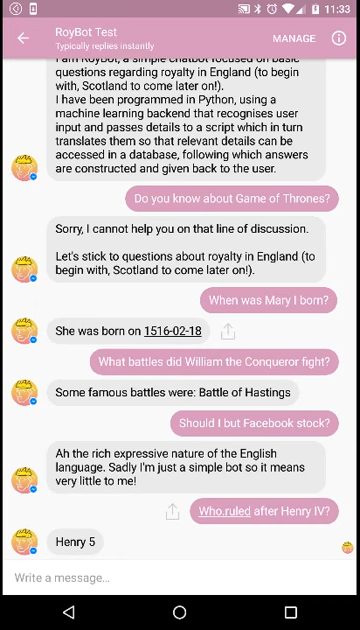 11:33
RoyBot Test
Typically replies instantly
MANAGE
I am RoyBot, a simple chatbot focused on basic
questions regarding royalty in England (to begin
with, Scotland to come later on!).
I have been programmed in Python, using a
machine learning backend that recognises user
input and passes details to a script which in turn
translates them so that relevant details can be
accessed in a database, following which answers
are constructed and given back to the user.
Do you know about Game of Thrones?
Sorry, I cannot help you on that line of discussion.
Let's stick to questions about royalty in England (to
begin with, Scotland to come later on!).
When was Mary I born?
She was born on 1516-02-18
What battles did William the Conqueror fight?
Some famous battles were: Battle of Hastings
Should I but Facebook stock?
Ah the rich expressive nature of the English
language. Sadly I'm just a simple bot so it means
very little to me!
Who.ruled after Henry IV?
Henry 5
Write a message...